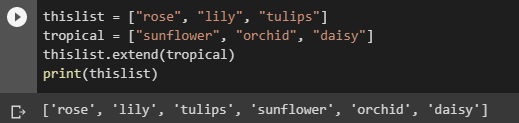 thislist = ["rose", "lily", "tulips"]
tropical = ["sunflower", "orchid", "daisy"]
thislist.extend(tropical)
print(thislist)
['rose', 'lily', 'tulips', 'sunflower', 'orchid', 'daisy']